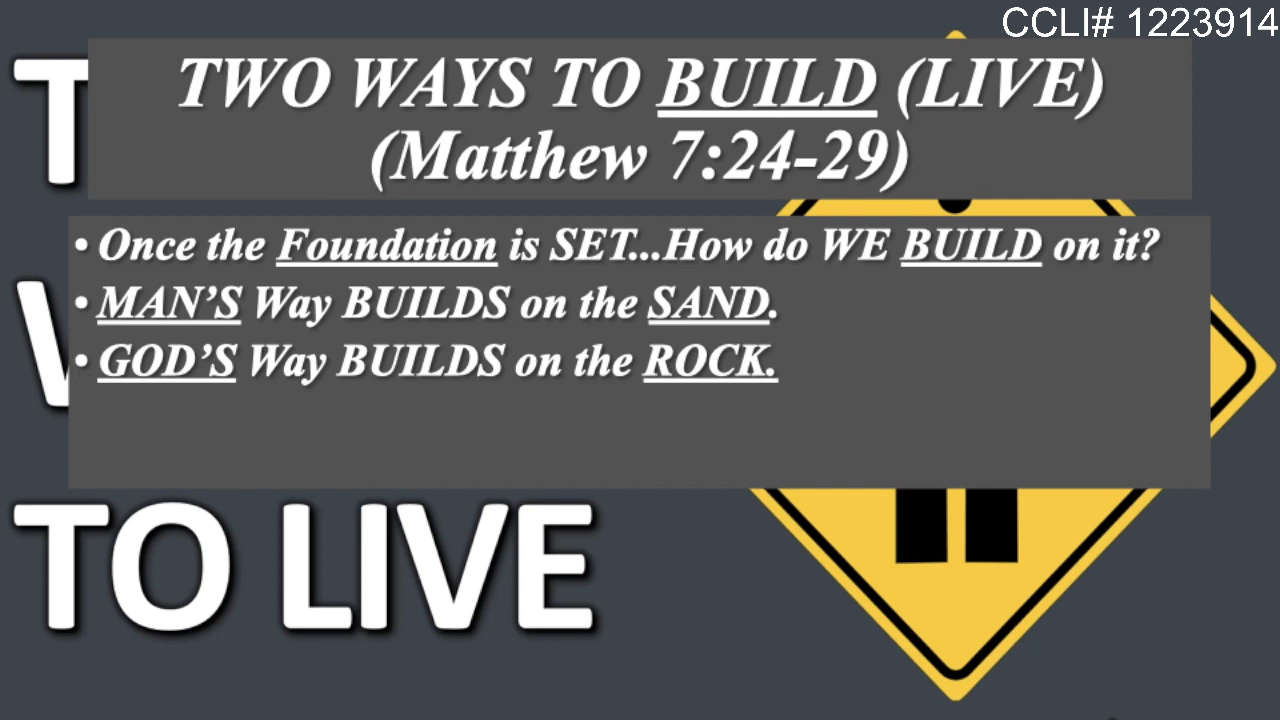 CCLI# 1223914
TWO WAYS TO BUILD (LIVE)
(Matthew 7:24-29)
• Once the Foundation is SET...How do WE BUILD on it?
• MAN’S Way BUILDS on the SAND.
• GOD’S Way BUILDS on the ROCK.
TO LIVE